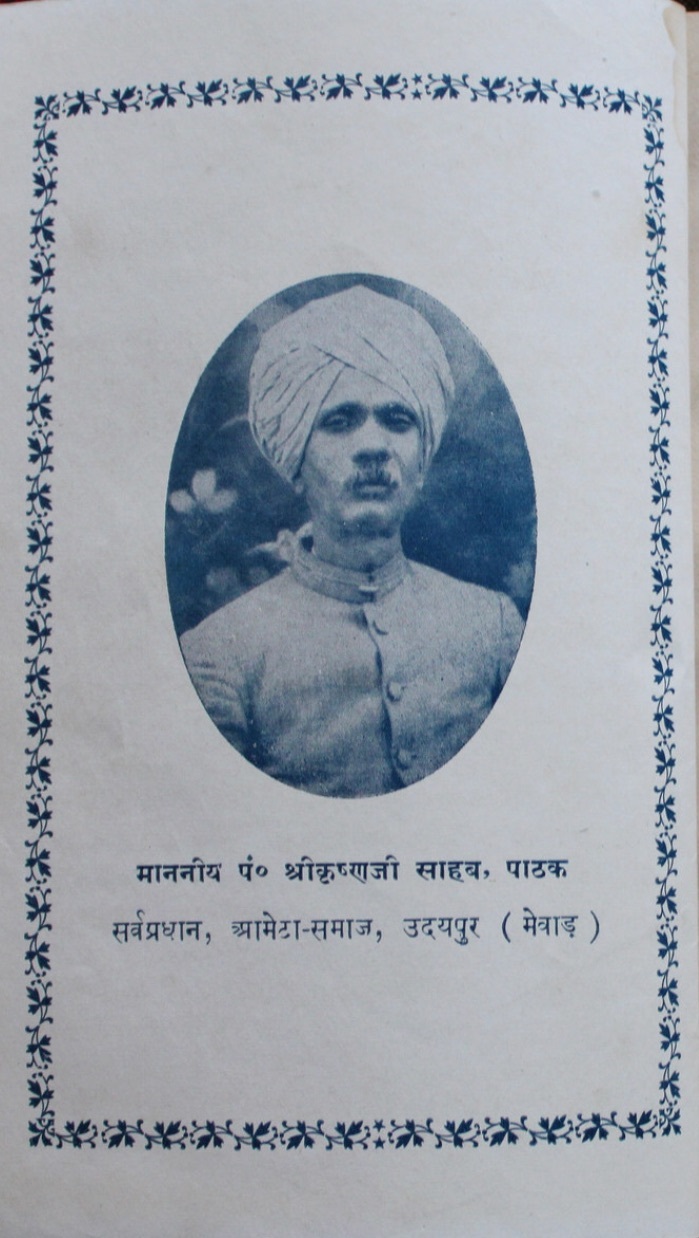 माननीय पं० श्रीकृष्णजी साहब, पाठक
सर्वप्रधान, आमेटा-समाज, उदयपुर ( मेवाड़ )